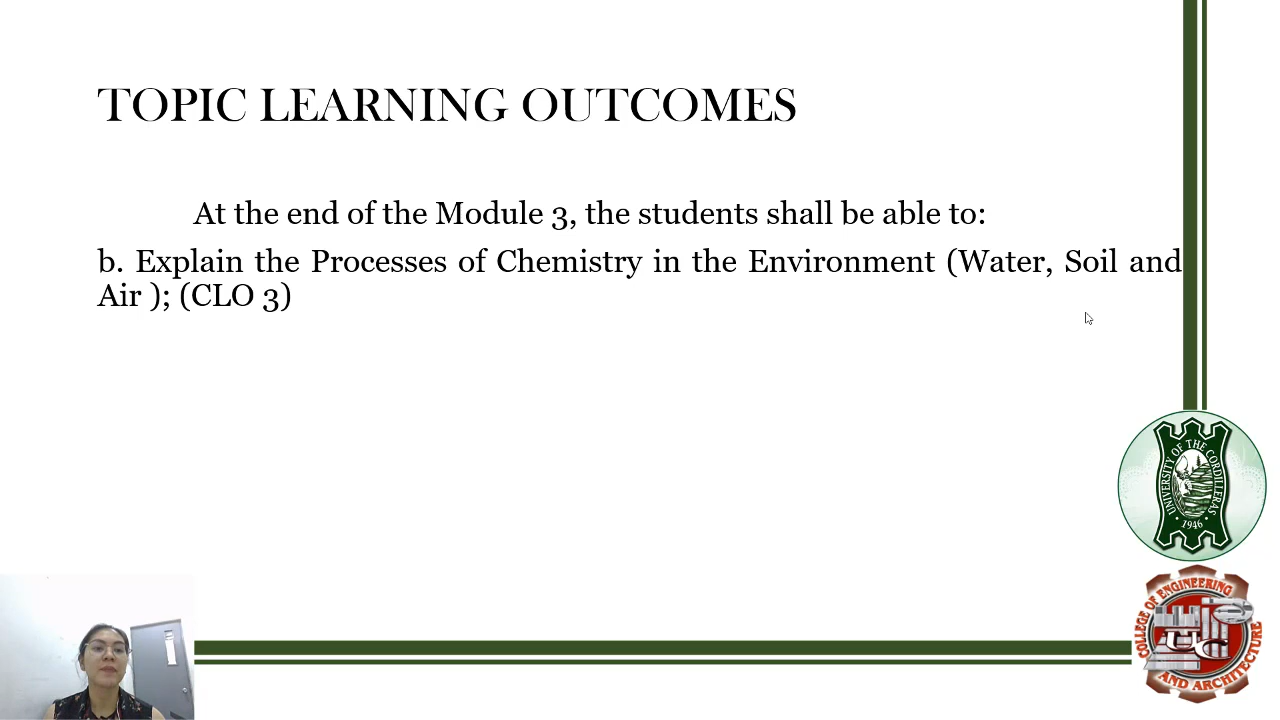 TOPIC LEARNING OUTCOMES
At the end of the Module 3, the students shall be able to:
b. Explain the Processes of Chemistry in the Environment (Water, Soil and
Air ); (CLO 3)
UNIVERSITY OF THE CORDILLERAS
• 1946 •
COLLEGE OF ENGINEERING
UC
AND ARCHITECTURE